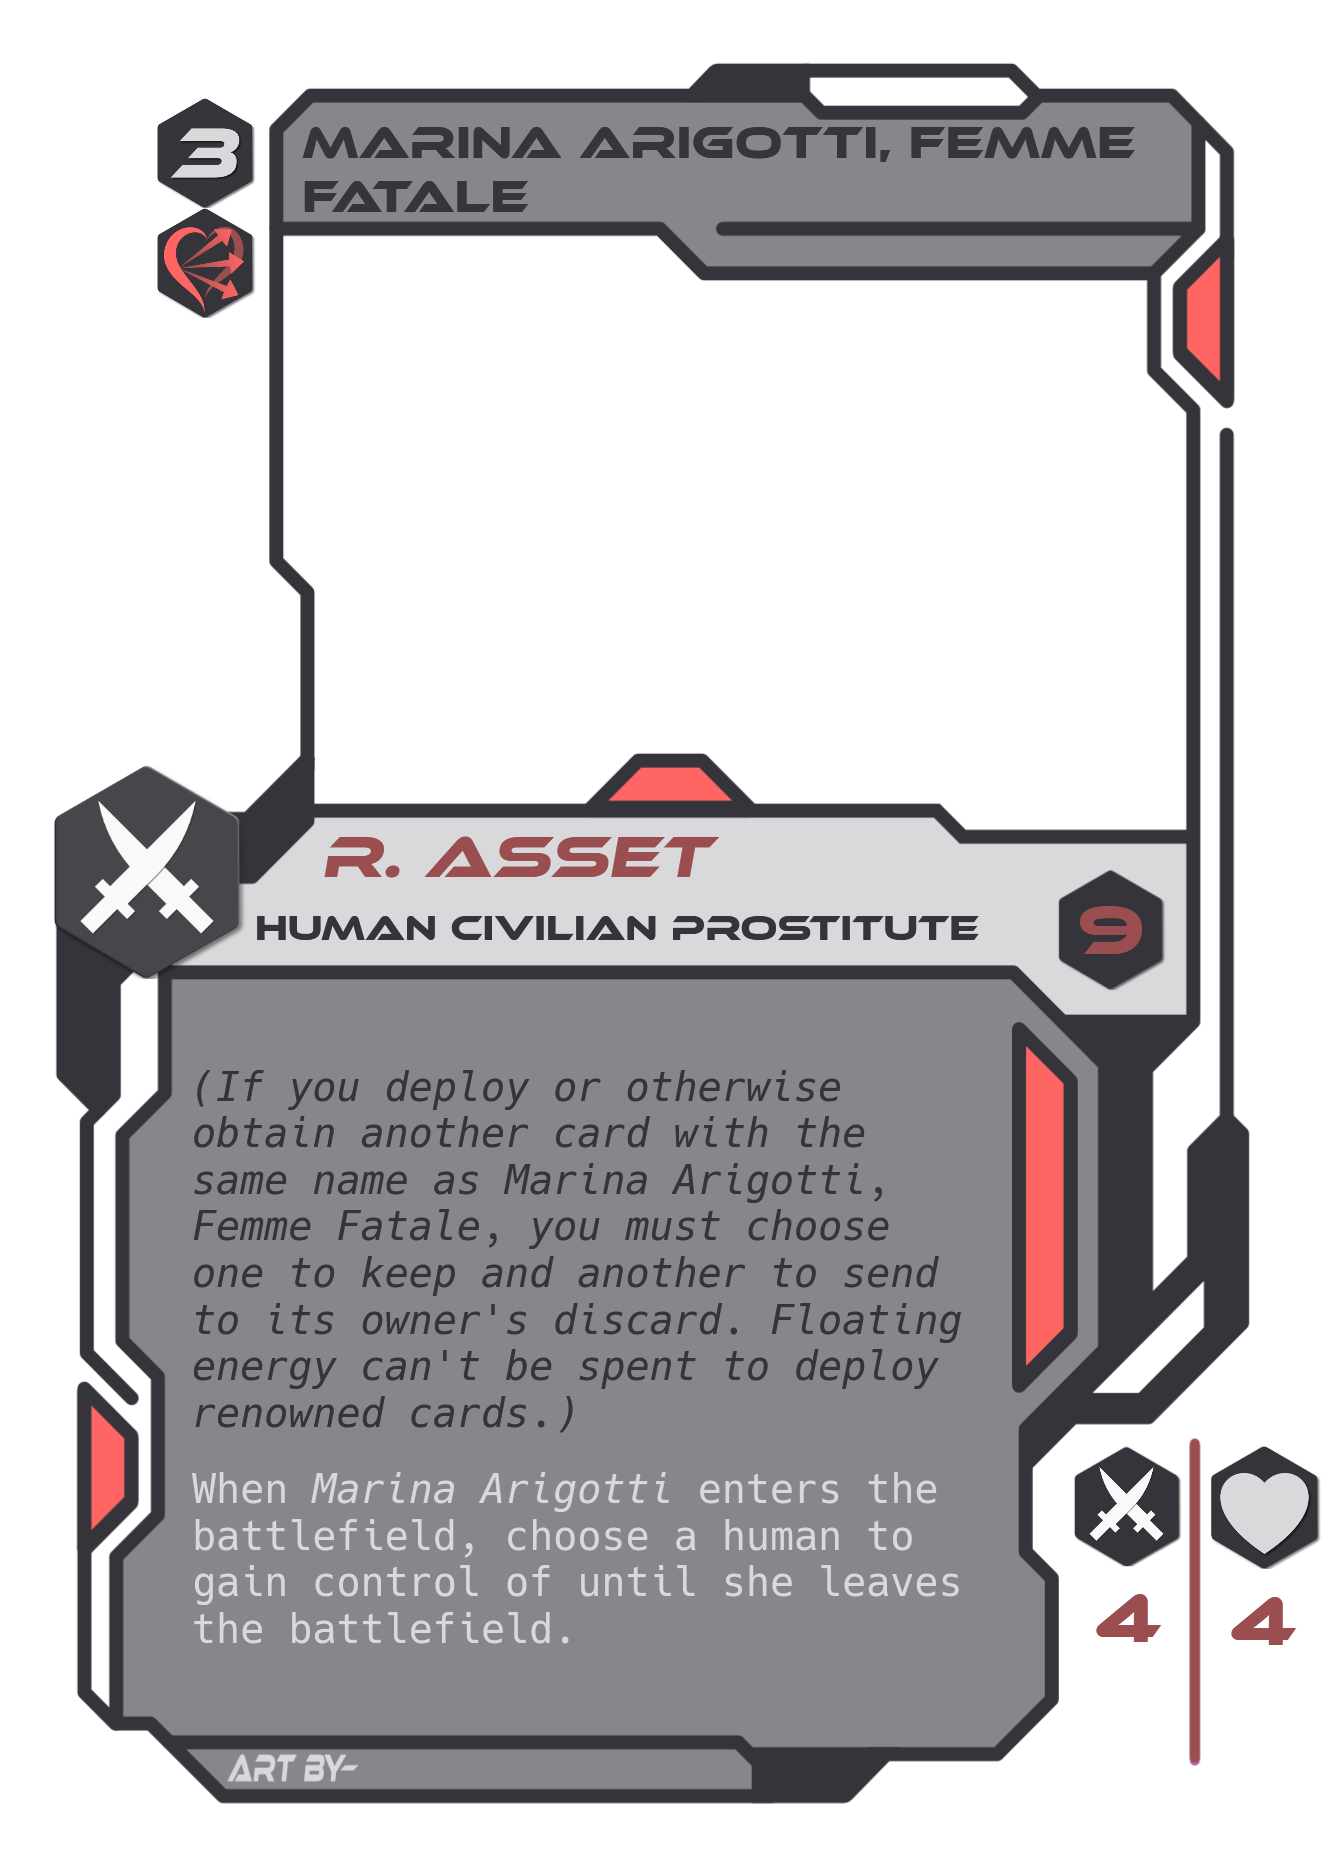 3
MARINA ARIGOTTI, FEMME
FATALE
R. ASSET
HUMAN CIVILIAN PROSTITUTE
9
(If you deploy or otherwise
obtain another card with the
same name as Marina Arigotti,
Femme Fatale, you must choose
one to keep and another to send
to its owner's discard. Floating
energy can't be spent to deploy
renowned cards.)
When Marina Arigotti enters the
battlefield, choose a human to
gain control of until she leaves
the battlefield.
4
4
ART BY-